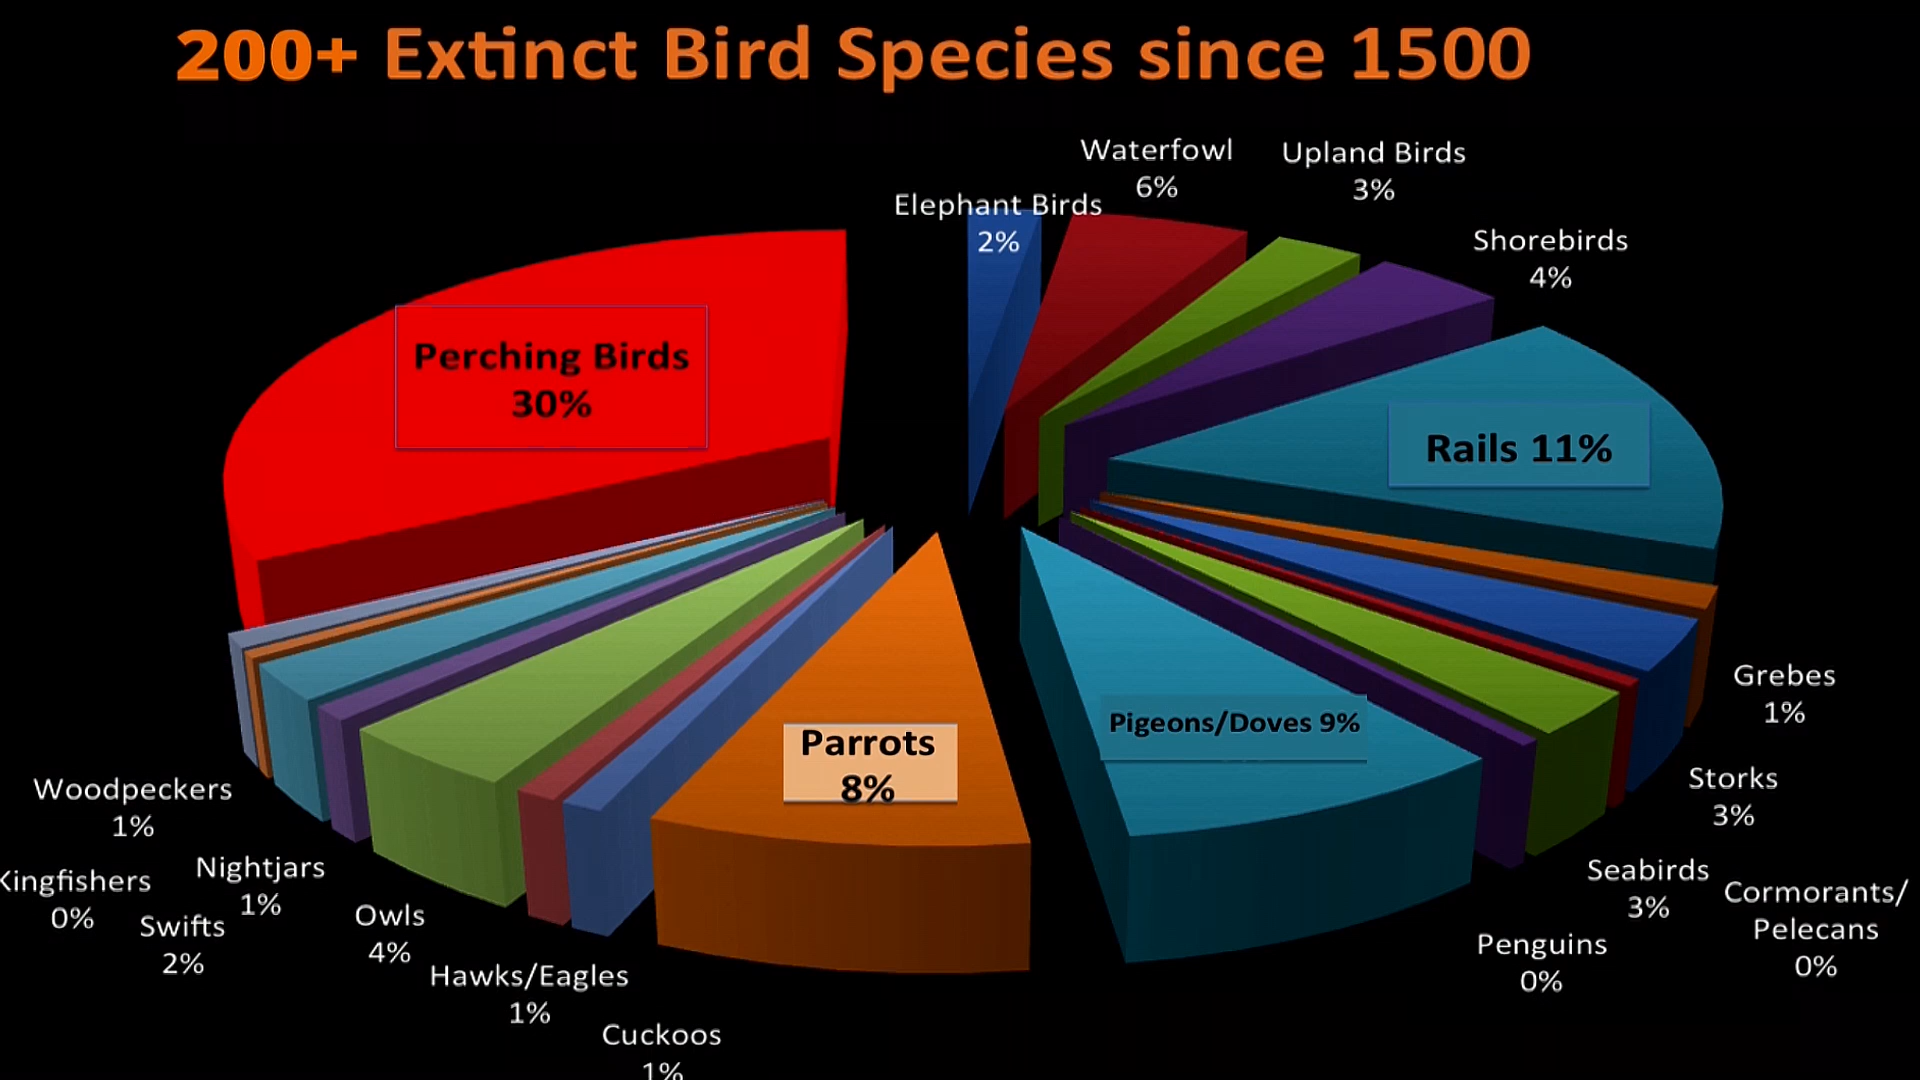 200+ Extinct Bird Species since 1500
Waterfowl
6%
Upland Birds
3%
Elephant Birds
2%
Shorebirds
4%
Perching Birds
30%
Rails 11%
Grebes
1%
Pigeons/Doves 9%
Parrots
8%
Storks
3%
Woodpeckers
1%
Nightjars
1%
Kingfishers
0%
Swifts
2%
Owls
4%
Seabirds
3%
Cormorants/
Pelecans
0%
Penguins
0%
Hawks/Eagles
1%
Cuckoos
1%